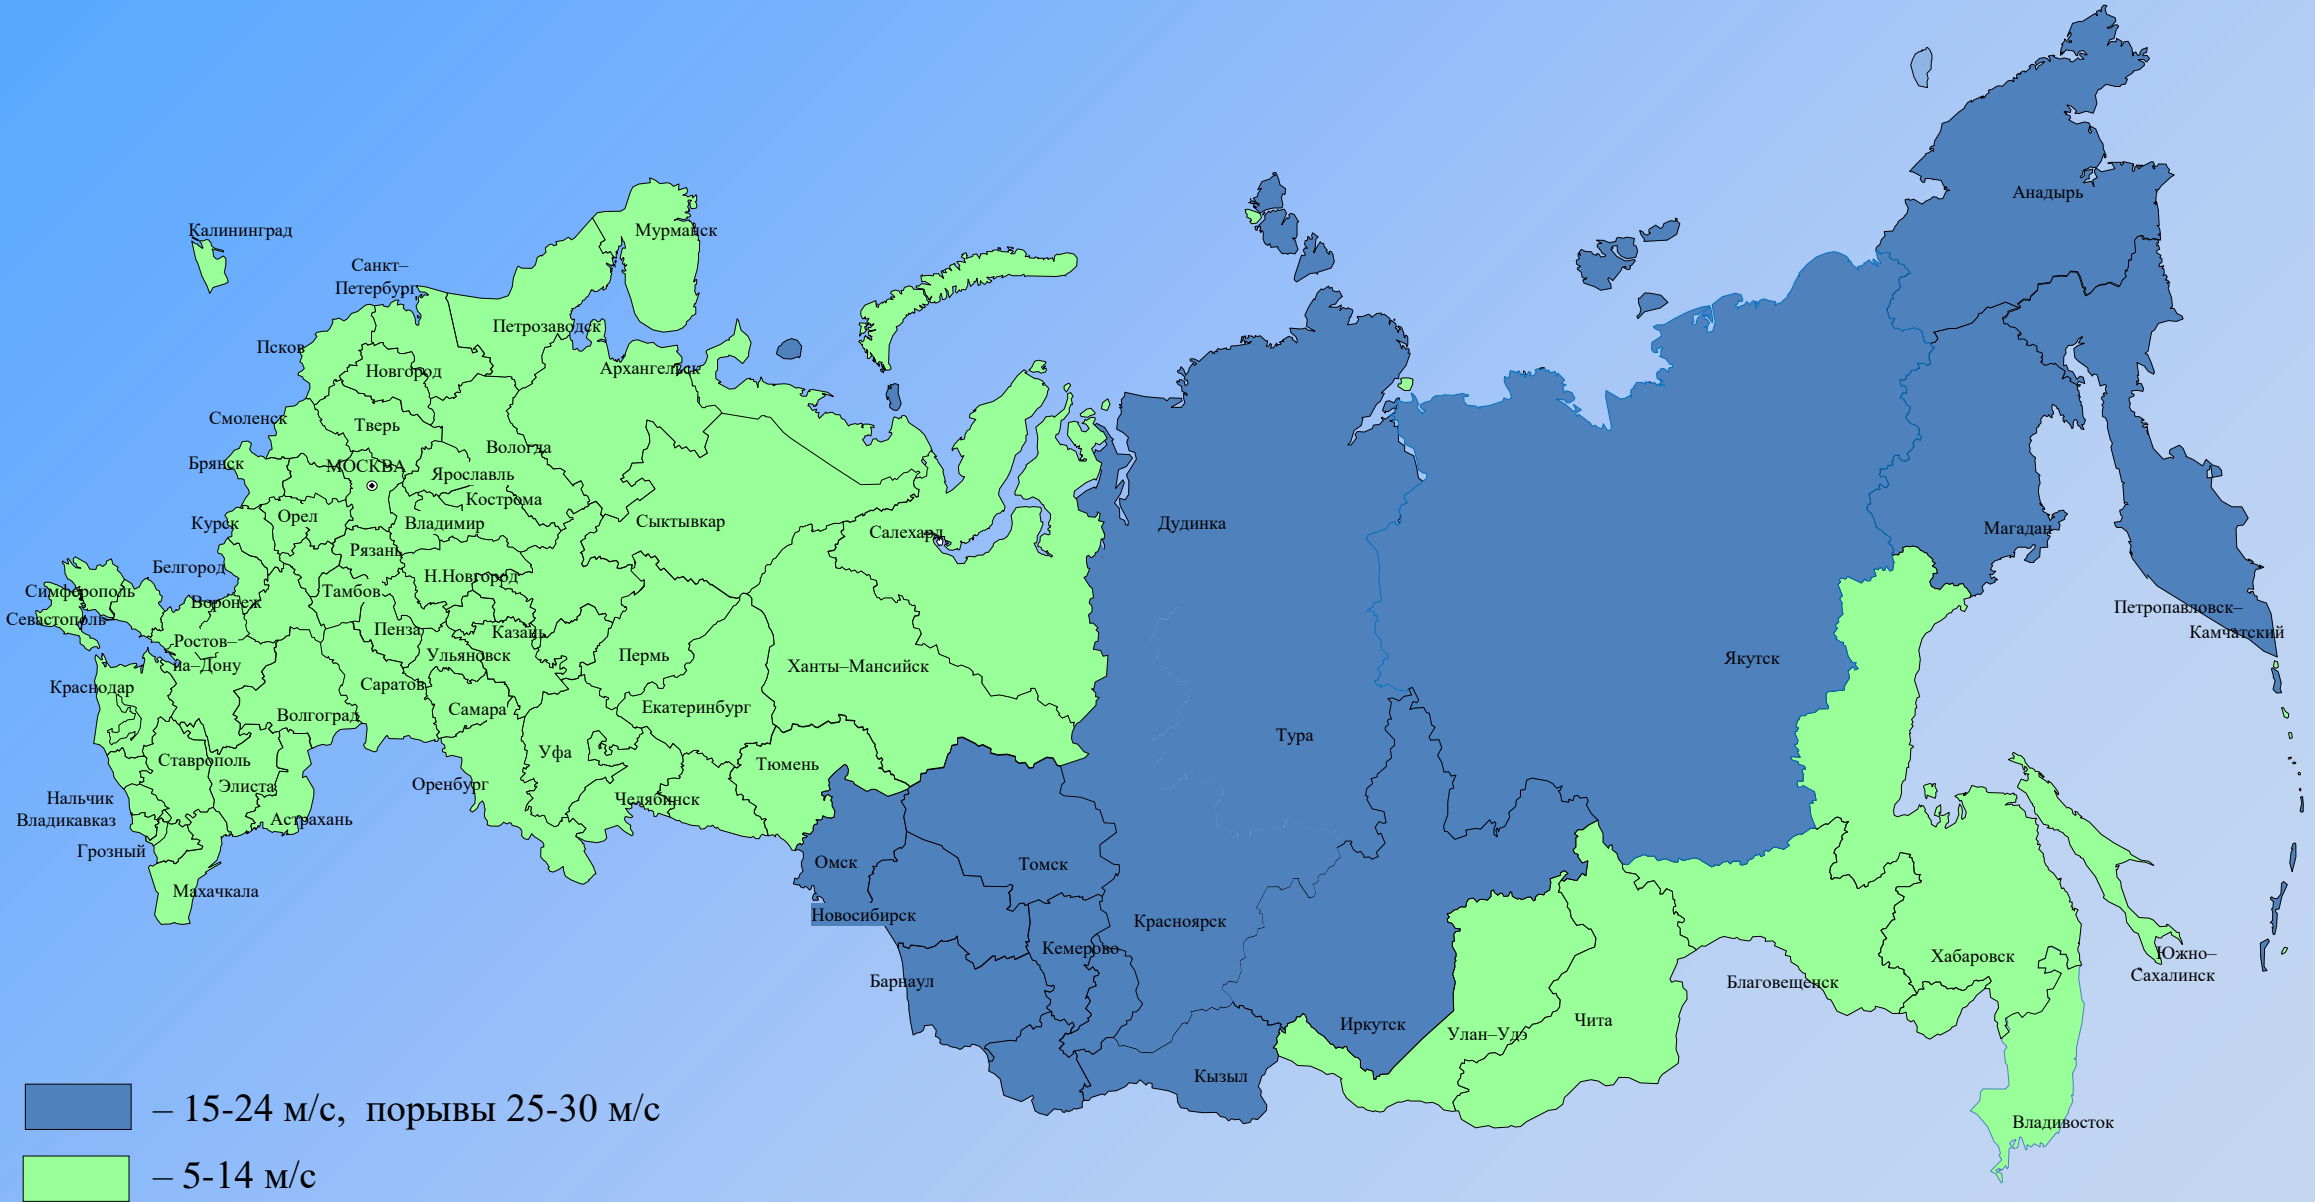 Анадырь
Калининград
Мурманск
Санкт–
Петербург
Петрозаводск
Псков
Архангельск
Новгород
Смоленск
Тверь
Вологда
Брянск
МОСКВА
Ярославль
Кострома
Орел
Курск
Владимир
Сыктывкар
Салехард
Дудинка
Магадан
Рязань
Белгород
Н.Новгород
Симферополь
Тамбов
Воронеж
Севастополь
Петропавловск–
Камчатский
Пенза
Казань
Ростов–
на–Дону
Ульяновск
Пермь
Ханты–Мансийск
Якутск
Краснодар
Саратов
Самара
Екатеринбург
Волгоград
Тура
Уфа
Ставрополь
Тюмень
Элиста
Оренбург
Нальчик
Челябинск
Владикавказ
Астрахань
Грозный
Омск
Томск
Махачкала
Новосибирск
Красноярск
Кемерово
Хабаровск
Южно–
Сахалинск
Барнаул
Благовещенск
Иркутск
Улан–Удэ
Чита
Кызыл
Владивосток
– 15-24 м/с, порывы 25-30 м/с
– 5-14 м/с